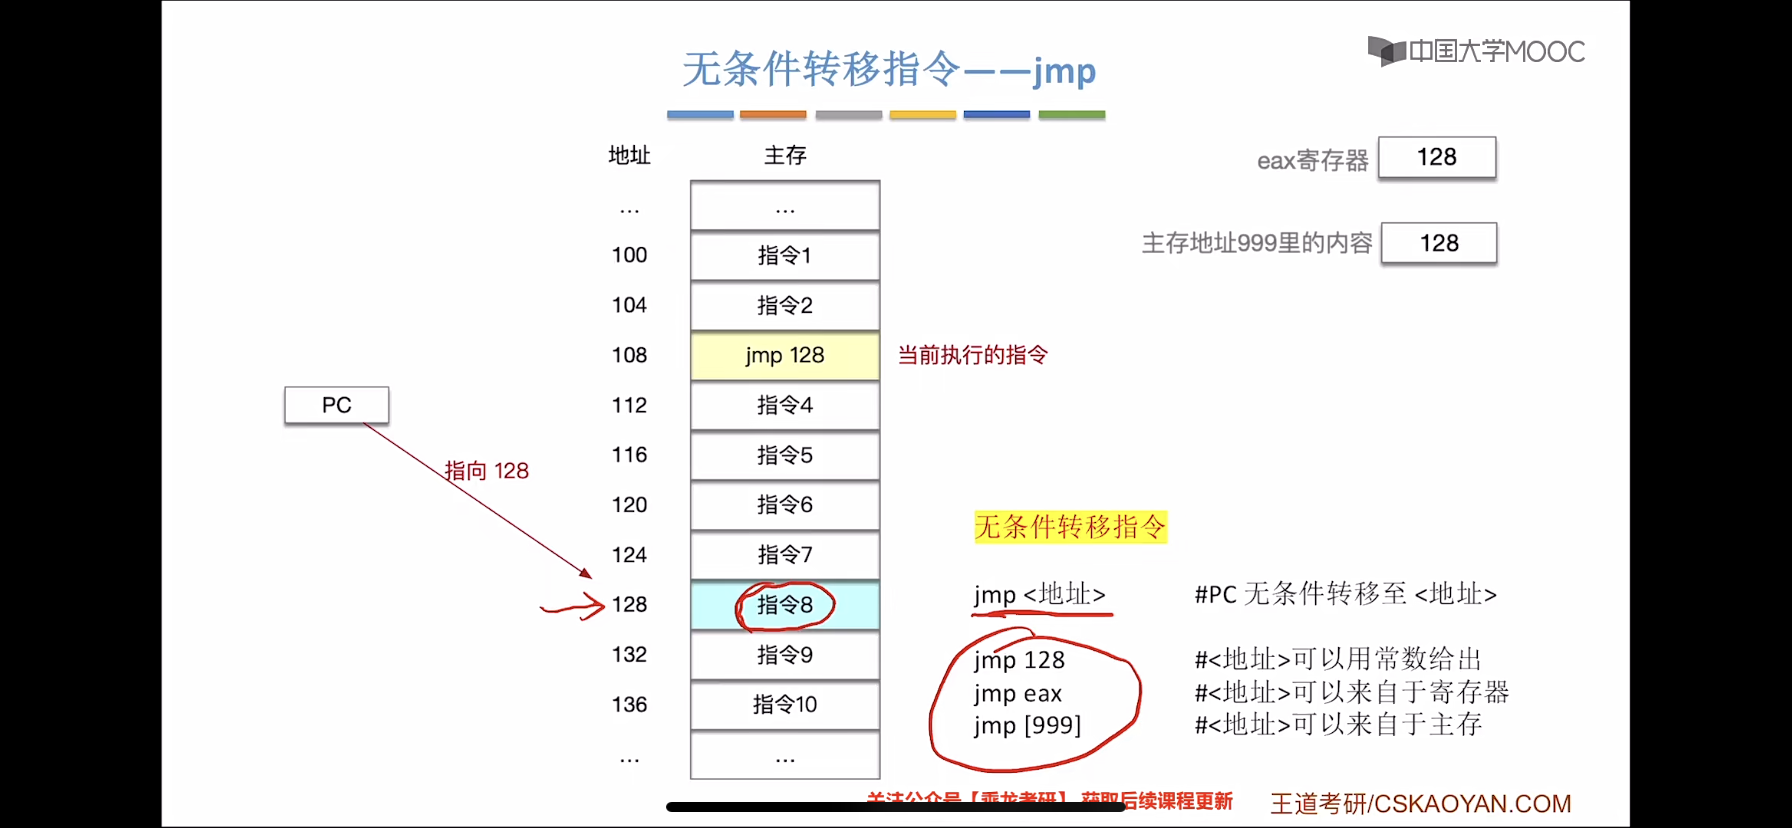 无条件转移指令——jmp
中国大学MOOC
地址 主存
... ...
100 指令1
104 指令2
108 jmp 128 当前执行的指令
112 指令4
116 指令5
120 指令6
124 指令7
128 指令8
132 指令9
136 指令10
... ...
PC
指向 128
eax寄存器 128
主存地址999里的内容 128
无条件转移指令
jmp <地址> #PC 无条件转移至 <地址>
jmp 128 #<地址>可以用常数给出
jmp eax #<地址>可以来自于寄存器
jmp [999] #<地址>可以来自于主存
关注公众号【乘龙考研】 获取后续课程更新
王道考研/CSKAOYAN.COM